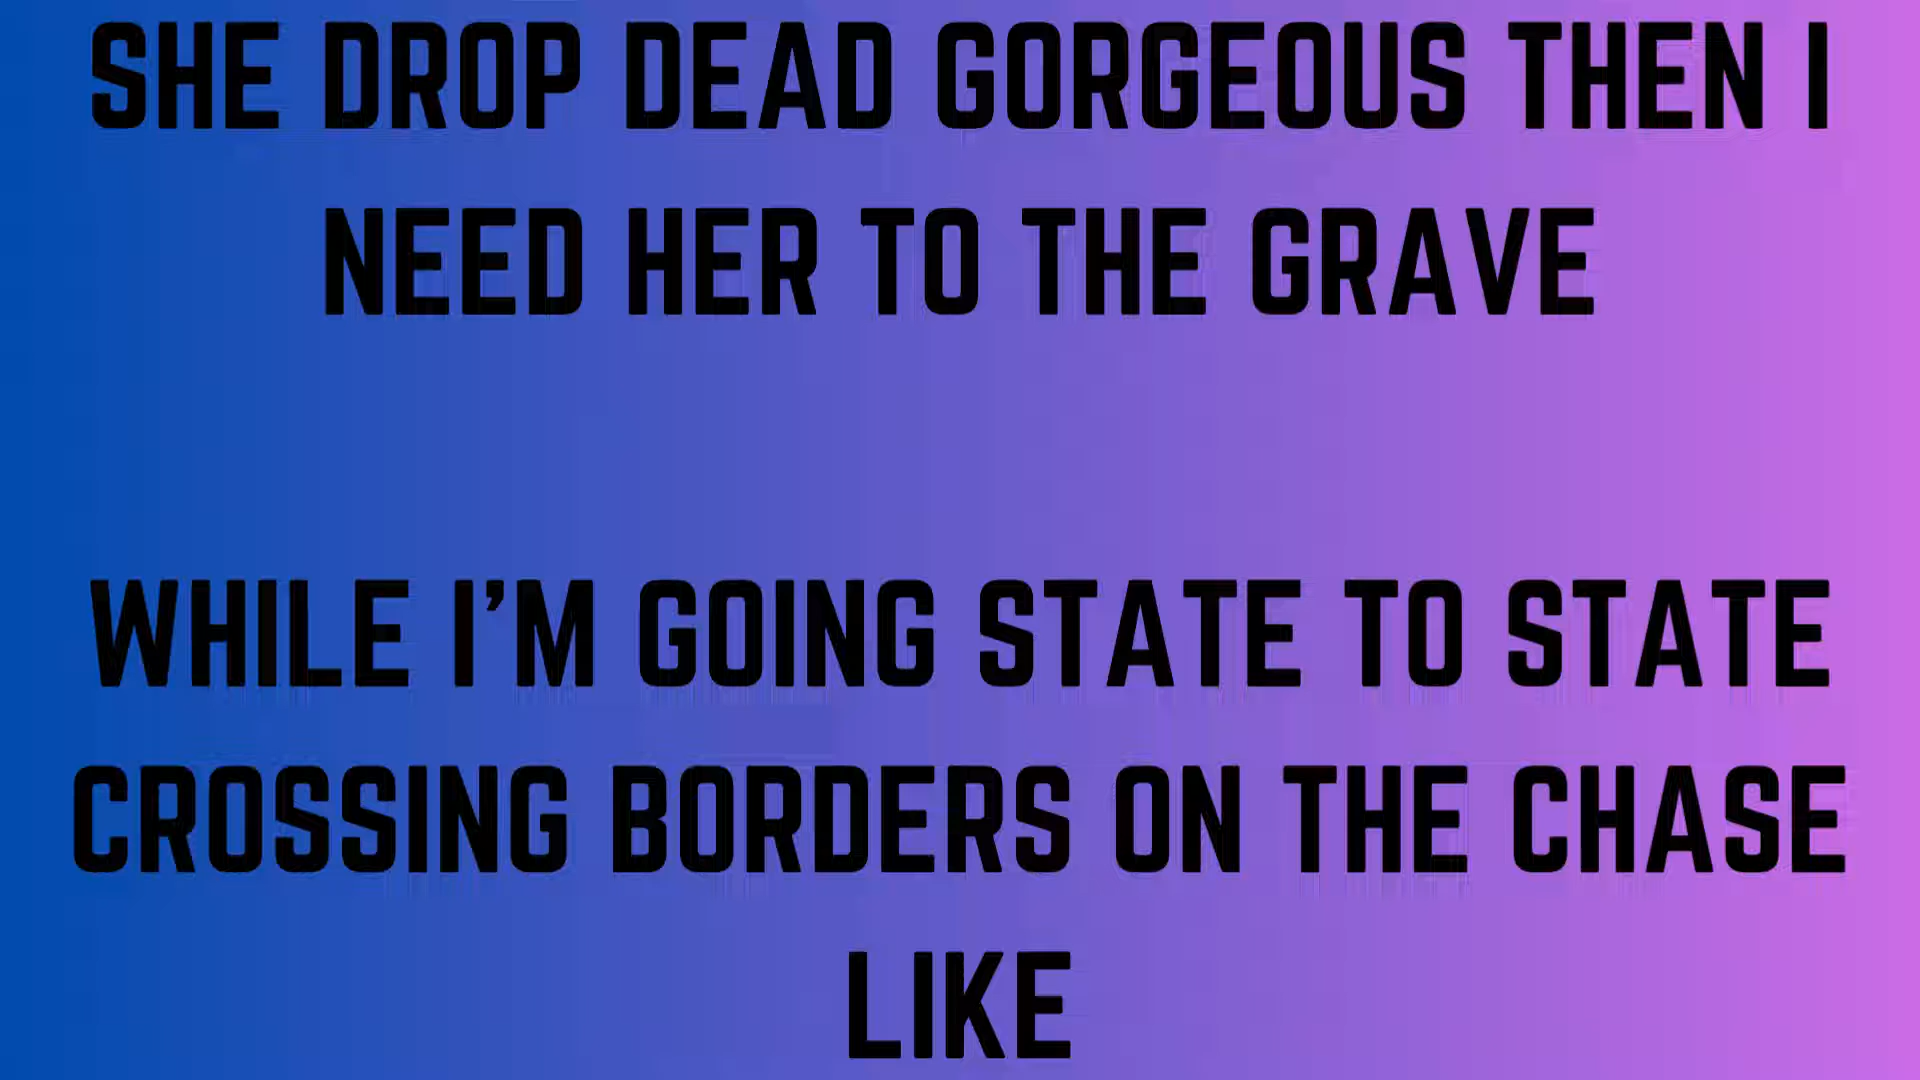 SHE DROP DEAD GORGEOUS THEN I
NEED HER TO THE GRAVE
WHILE I'M GOING STATE TO STATE
CROSSING BORDERS ON THE CHASE
LIKE